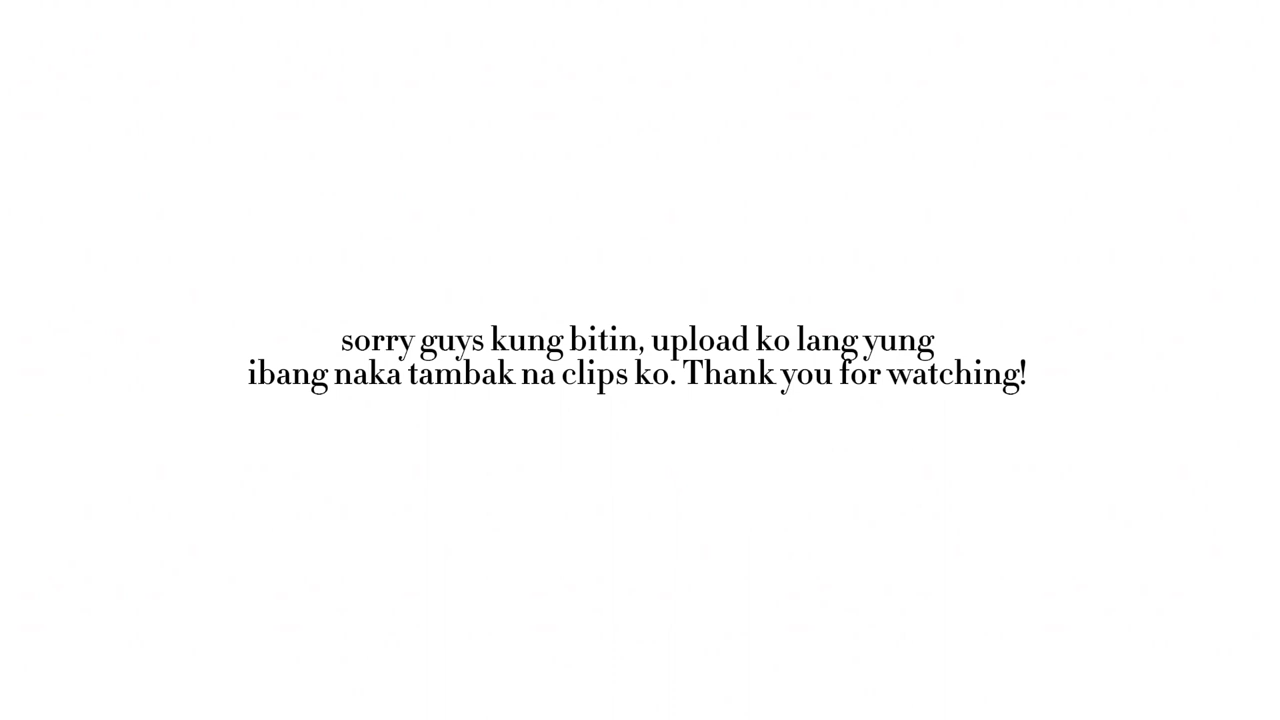 sorry guys kung bitin, upload ko lang yung
ibang naka tambak na clips ko. Thank you for watching!